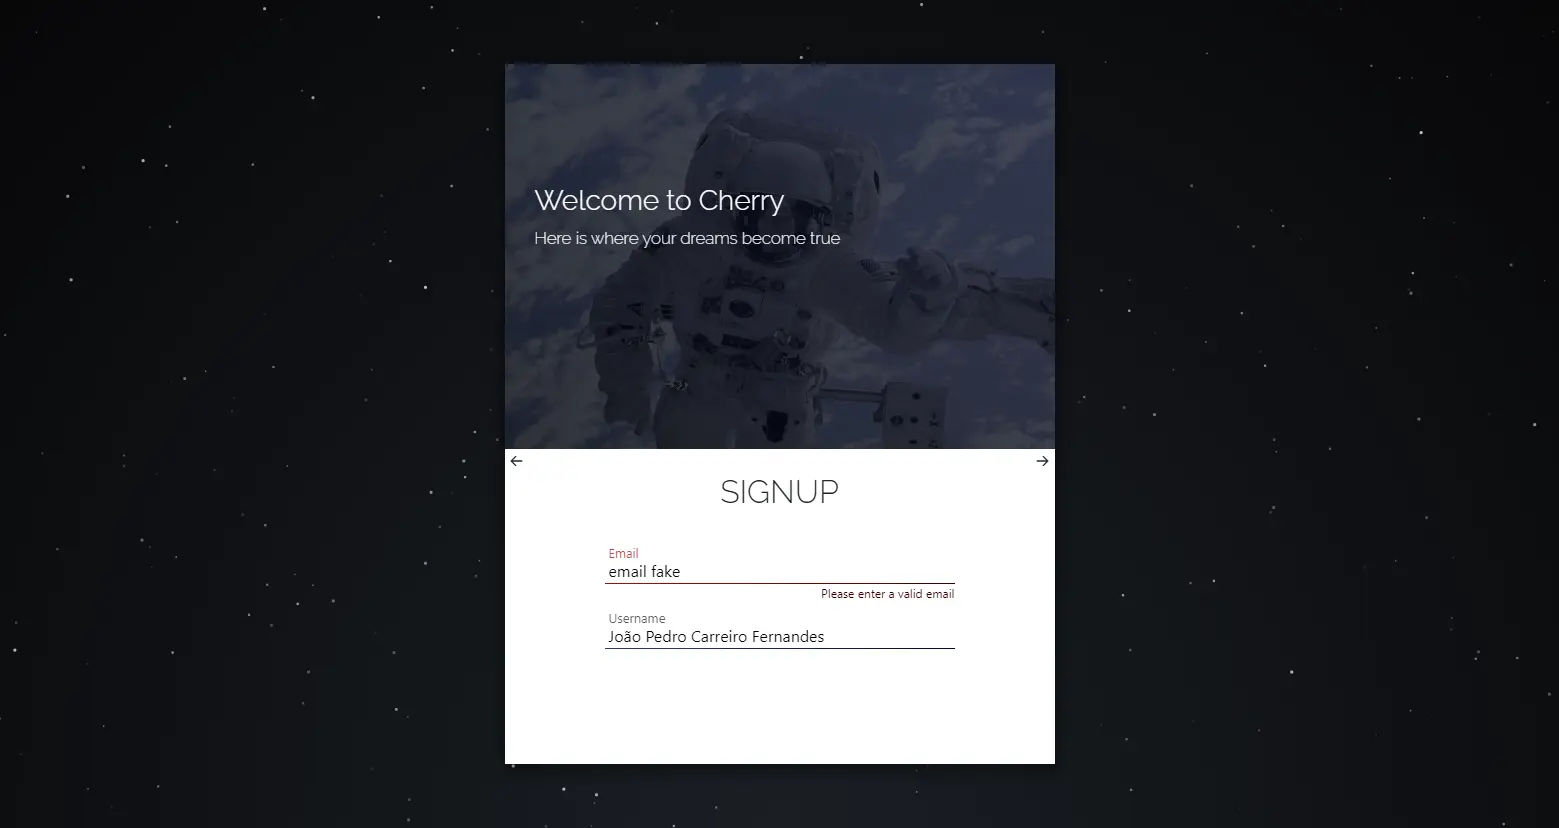 Welcome to Cherry
Here is where your dreams become true
SIGNUP
Email
email fake
Please enter a valid email
Username
João Pedro Carreiro Fernandes